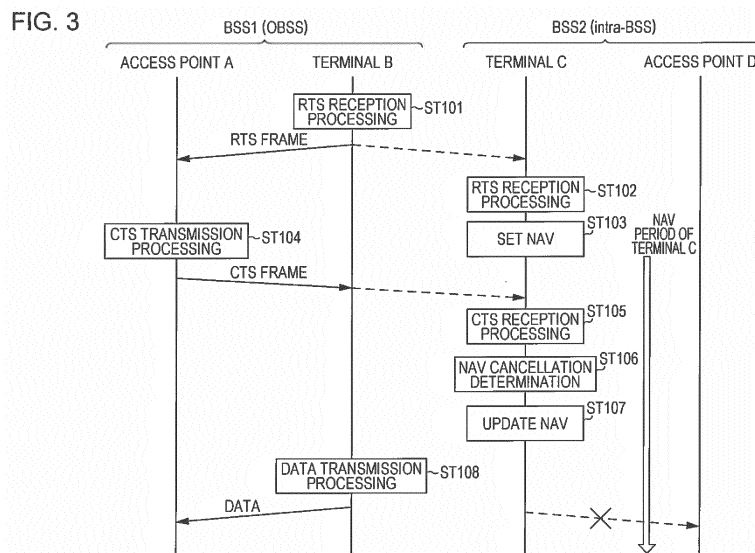 FIG. 3
BSS1 (OBSS)
BSS2 (intra-BSS)
ACCESS POINT A
TERMINAL B
TERMINAL C
ACCESS POINT D
RTS RECEPTION
PROCESSING
ST101
RTS FRAME
RTS RECEPTION
PROCESSING
ST102
CTS TRANSMISSION
PROCESSING
ST104
SET NAV
ST103
NAV
PERIOD OF
TERMINAL C
CTS FRAME
CTS RECEPTION
PROCESSING
ST105
NAV CANCELLATION
DETERMINATION
ST106
UPDATE NAV
ST107
DATA TRANSMISSION
PROCESSING
ST108
DATA